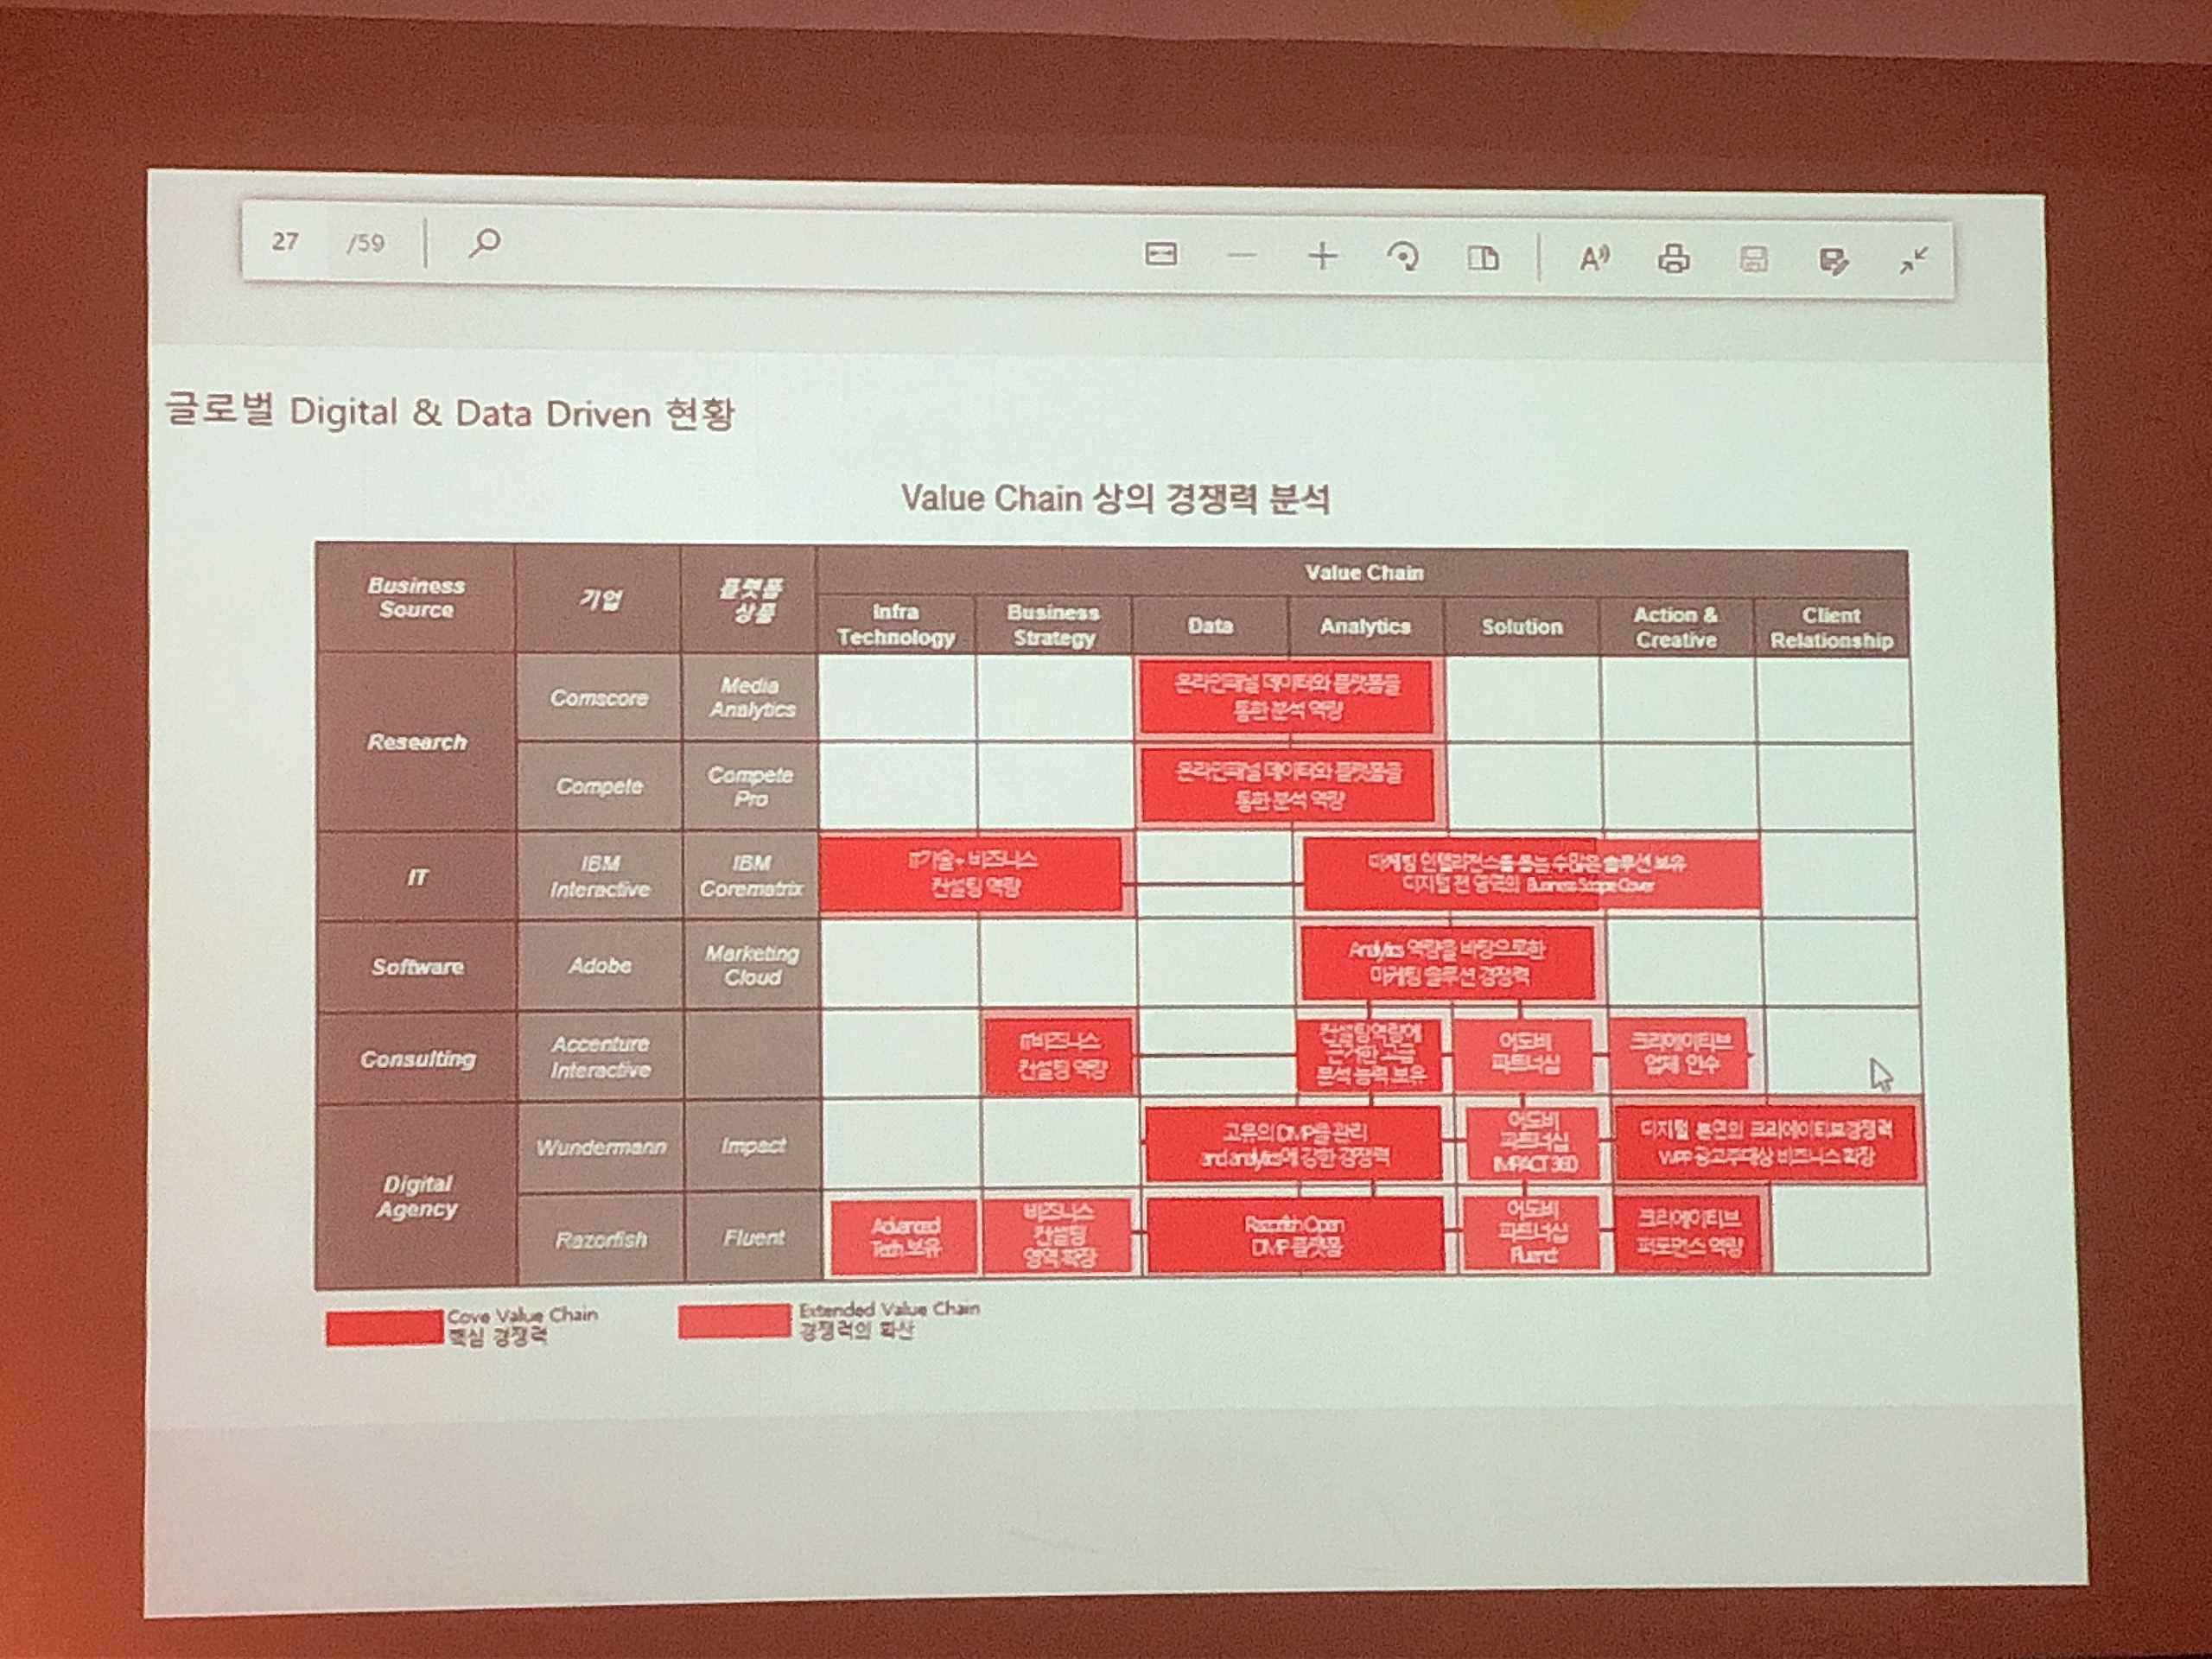 27 /59
글로벌 Digital & Data Driven 현황
Value Chain 상의 경쟁력 분석
Business
Source
기업
플랫폼
상품
Value Chain
Infra
Technology
Business
Strategy
Data
Analytics
Solution
Action &
Creative
Client
Relationship
Research
Comscore
Media
Analytics
온라인패널 데이터와 플랫폼을
통한 분석 역량
Compete
Compete
Pro
온라인패널 데이터와 플랫폼을
통한 분석 역량
IT
IBM
Interactive
IBM
Corematrix
IT기술+비즈니스
컨설팅 역량
마케팅 인텔리전스를 돕는 수많은 솔루션 보유
디지털 전 영역의 Business Scope Cover
Software
Adobe
Marketing
Cloud
Analytics 역량을 바탕으로한
마케팅 솔루션 경쟁력
Consulting
Accenture
Interactive
IT비즈니스
컨설팅 역량
컨설팅역량에
근거한 고급
분석 능력 보유
어도비
파트너십
크리에이티브
업체 인수
Digital
Agency
Wundermann
Impact
고유의 DMP을 관리
and analytics에 강한 경쟁력
어도비
파트너십
IMPACT 360
디지털 본연의 크리에이티브경쟁력
WPP 광고주대상 비즈니스 확장
Razorfish
Fluent
Advanced
Tech 보유
비즈니스
컨설팅
영역 확장
Razorfish Open
DMP 플랫폼
어도비
파트너십
Fluent
크리에이티브
퍼포먼스 역량
Cove Value Chain
핵심 경쟁력
Extended Value Chain
경쟁력의 확산